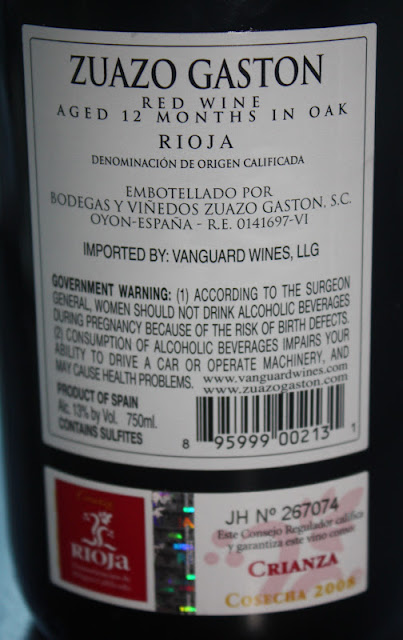 ZUAZO GASTON
RED WINE
AGED 12 MONTHS IN OAK
RIOJA
DENOMINACIÓN DE ORIGEN CALIFICADA
EMBOTELLADO POR
BODEGAS Y VIÑEDOS ZUAZO GASTON, S.C.
OYON-ESPAÑA - R.E. 0141697-VI
IMPORTED BY: VANGUARD WINES, LLG
GOVERNMENT WARNING: (1) ACCORDING TO THE SURGEON
GENERAL, WOMEN SHOULD NOT DRINK ALCOHOLIC BEVERAGES
DURING PREGNANCY BECAUSE OF THE RISK OF BIRTH DEFECTS.
(2) CONSUMPTION OF ALCOHOLIC BEVERAGES IMPAIRS YOUR
ABILITY TO DRIVE A CAR OR OPERATE MACHINERY, AND
MAY CAUSE HEALTH PROBLEMS. www.vanguardwines.com
www.zuazogaston.com
PRODUCT OF SPAIN
Alc. 13% by Vol. 750ml.
CONTAINS SULFITES
8 95999 00213 1
JH Nº 267074
Este Consejo Regulador califica
y garantiza este vino como
RIOJA
CRIANZA
COSECHA 2008